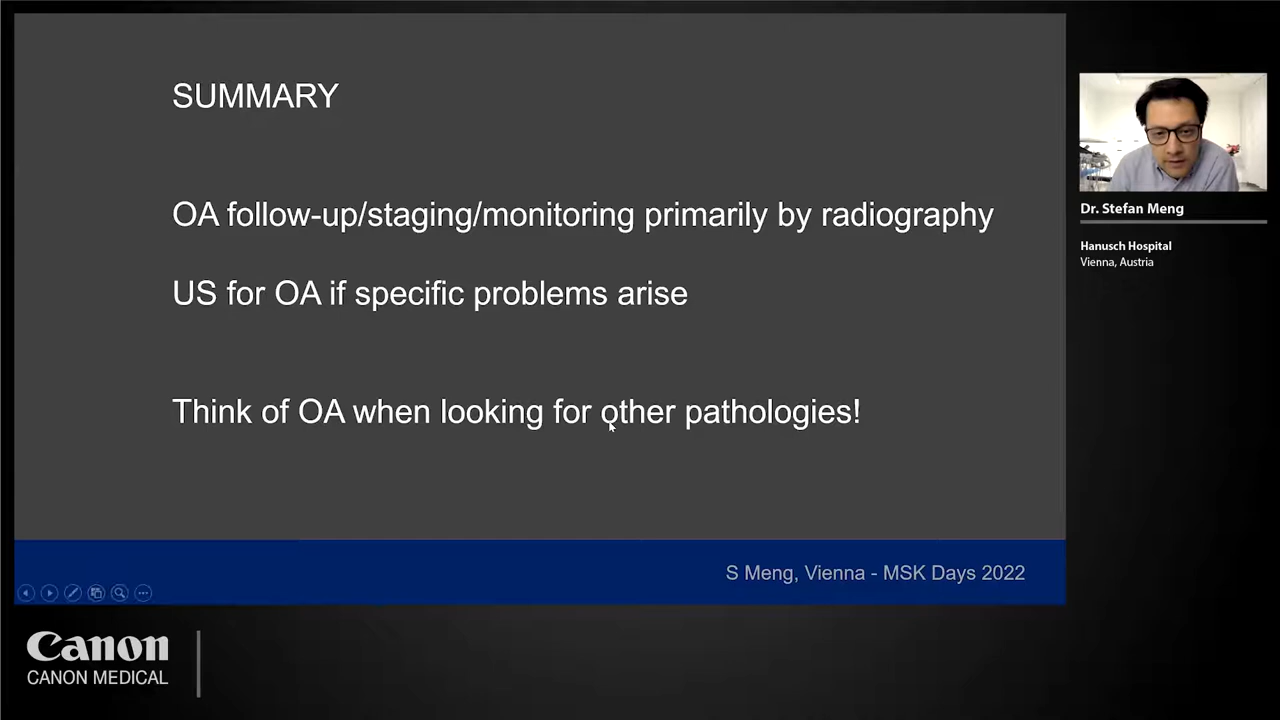 SUMMARY
OA follow-up/staging/monitoring primarily by radiography
US for OA if specific problems arise
Think of OA when looking for other pathologies!
S Meng, Vienna - MSK Days 2022
Dr. Stefan Meng
Hanusch Hospital
Vienna, Austria
Canon
CANON MEDICAL